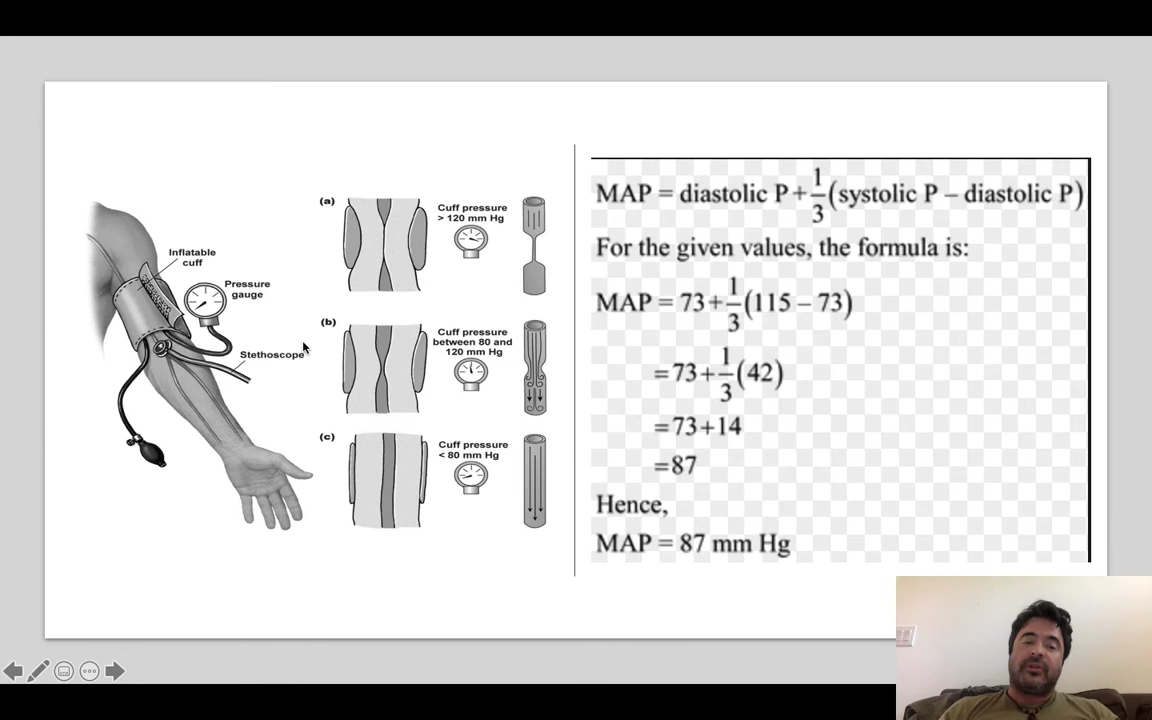 Inflatable
cuff
Pressure
gauge
Stethoscope
(a)
Cuff pressure
> 120 mm Hg
(b)
Cuff pressure
between 80 and
120 mm Hg
(c)
Cuff pressure
< 80 mm Hg
MAP = diastolic P + 1/3 (systolic P – diastolic P)
For the given values, the formula is:
MAP = 73 + 1/3 (115 – 73)
= 73 + 1/3 (42)
= 73 + 14
= 87
Hence,
MAP = 87 mm Hg